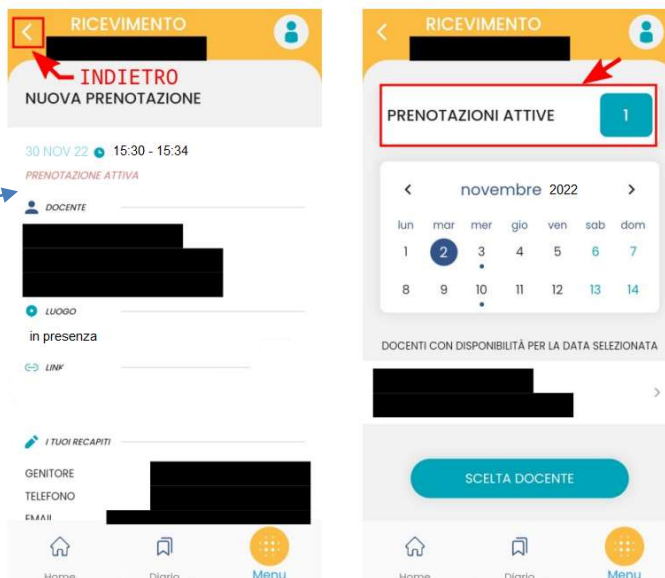 RICEVIMENTO
INDIETRO
NUOVA PRENOTAZIONE
30 NOV 22 15:30 - 15:34
PRENOTAZIONE ATTIVA
DOCENTE
LUOGO
in presenza
LINK
I TUOI RECAPITI
GENITORE
TELEFONO
EMAIL
Home Diario Menu
RICEVIMENTO
PRENOTAZIONI ATTIVE 1
novembre 2022
lun mar mer gio ven sab dom
1 2 3 4 5 6 7
8 9 10 11 12 13 14
DOCENTI CON DISPONIBILITÀ PER LA DATA SELEZIONATA
SCELTA DOCENTE
Home Diario Menu